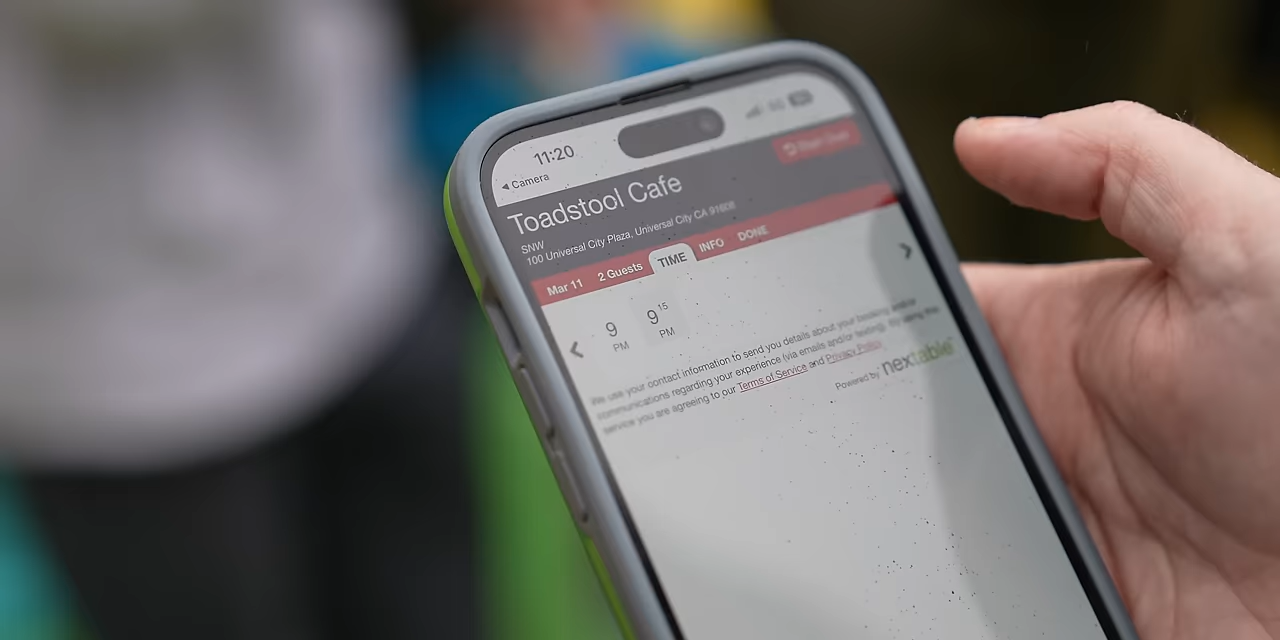 11:20
◀ Camera
Toadstool Cafe
SNW
100 Universal City Plaza, Universal City CA 91608
Mar 11 2 Guests TIME INFO DONE
9 PM 9 15 PM
We use your contact information to send you details about your booking and/or
communications regarding your experience (via emails and/or texting). By using this
service you are agreeing to our Terms of Service and Privacy Policy.
Powered by nextable